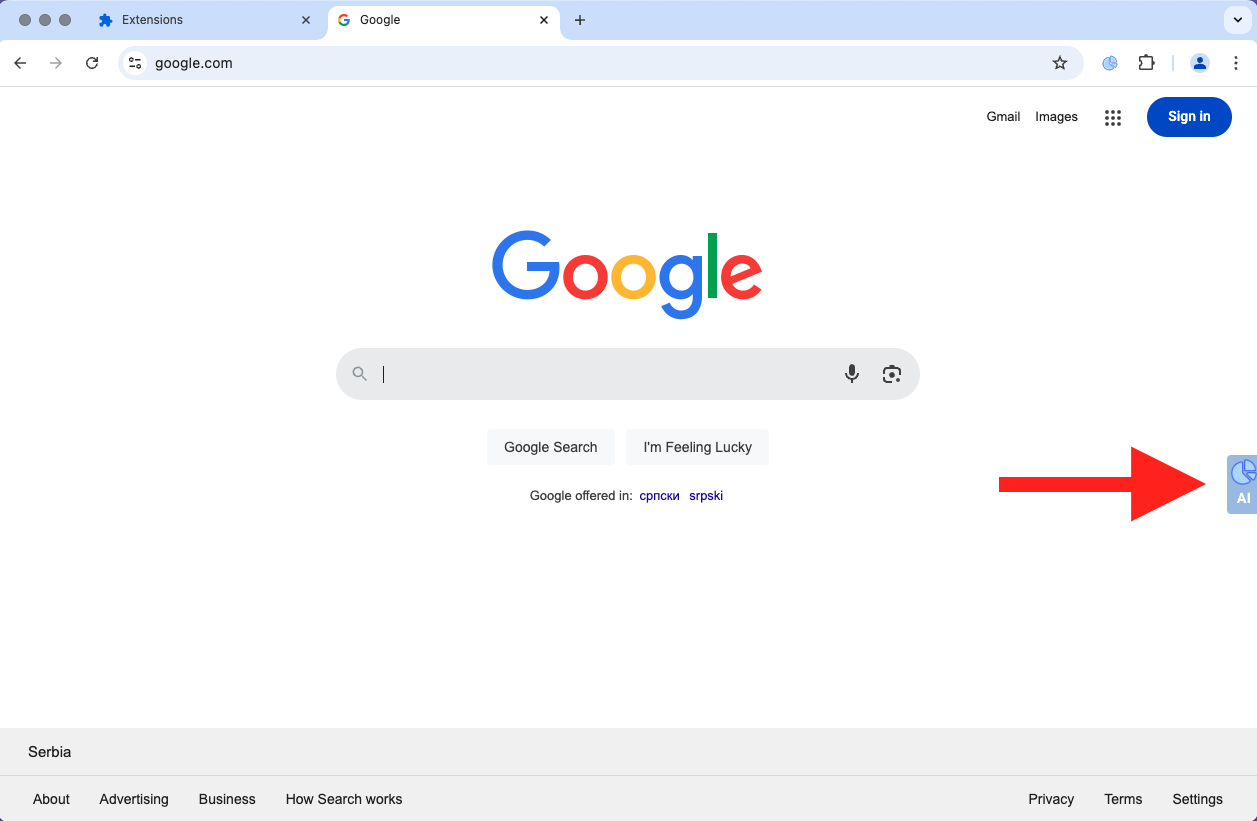 Extensions
Google
google.com
Gmail Images Sign in
Google
Google Search I'm Feeling Lucky
Google offered in: српски srpski
AI
Serbia
About Advertising Business How Search works Privacy Terms Settings